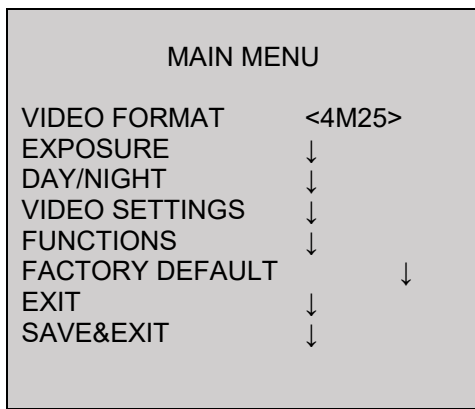 MAIN MENU
VIDEO FORMAT <4M25>
EXPOSURE ↓
DAY/NIGHT ↓
VIDEO SETTINGS ↓
FUNCTIONS ↓
FACTORY DEFAULT ↓
EXIT ↓
SAVE&EXIT ↓